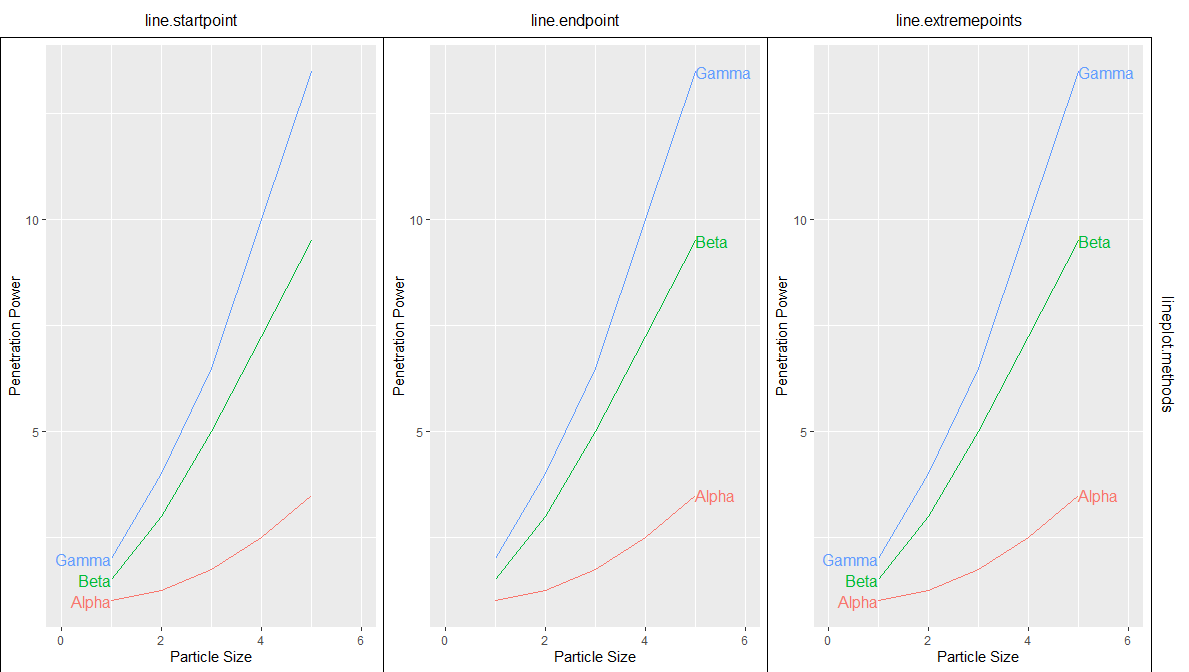 line.startpoint
line.endpoint
line.extremepoints
Penetration Power
10
5
Gamma
Beta
Alpha
0
2
4
6
Particle Size
Penetration Power
10
5
Gamma
Beta
Alpha
0
2
4
6
Particle Size
Penetration Power
10
5
Gamma
Beta
Alpha
Gamma
Beta
Alpha
0
2
4
6
Particle Size
lineplot.methods